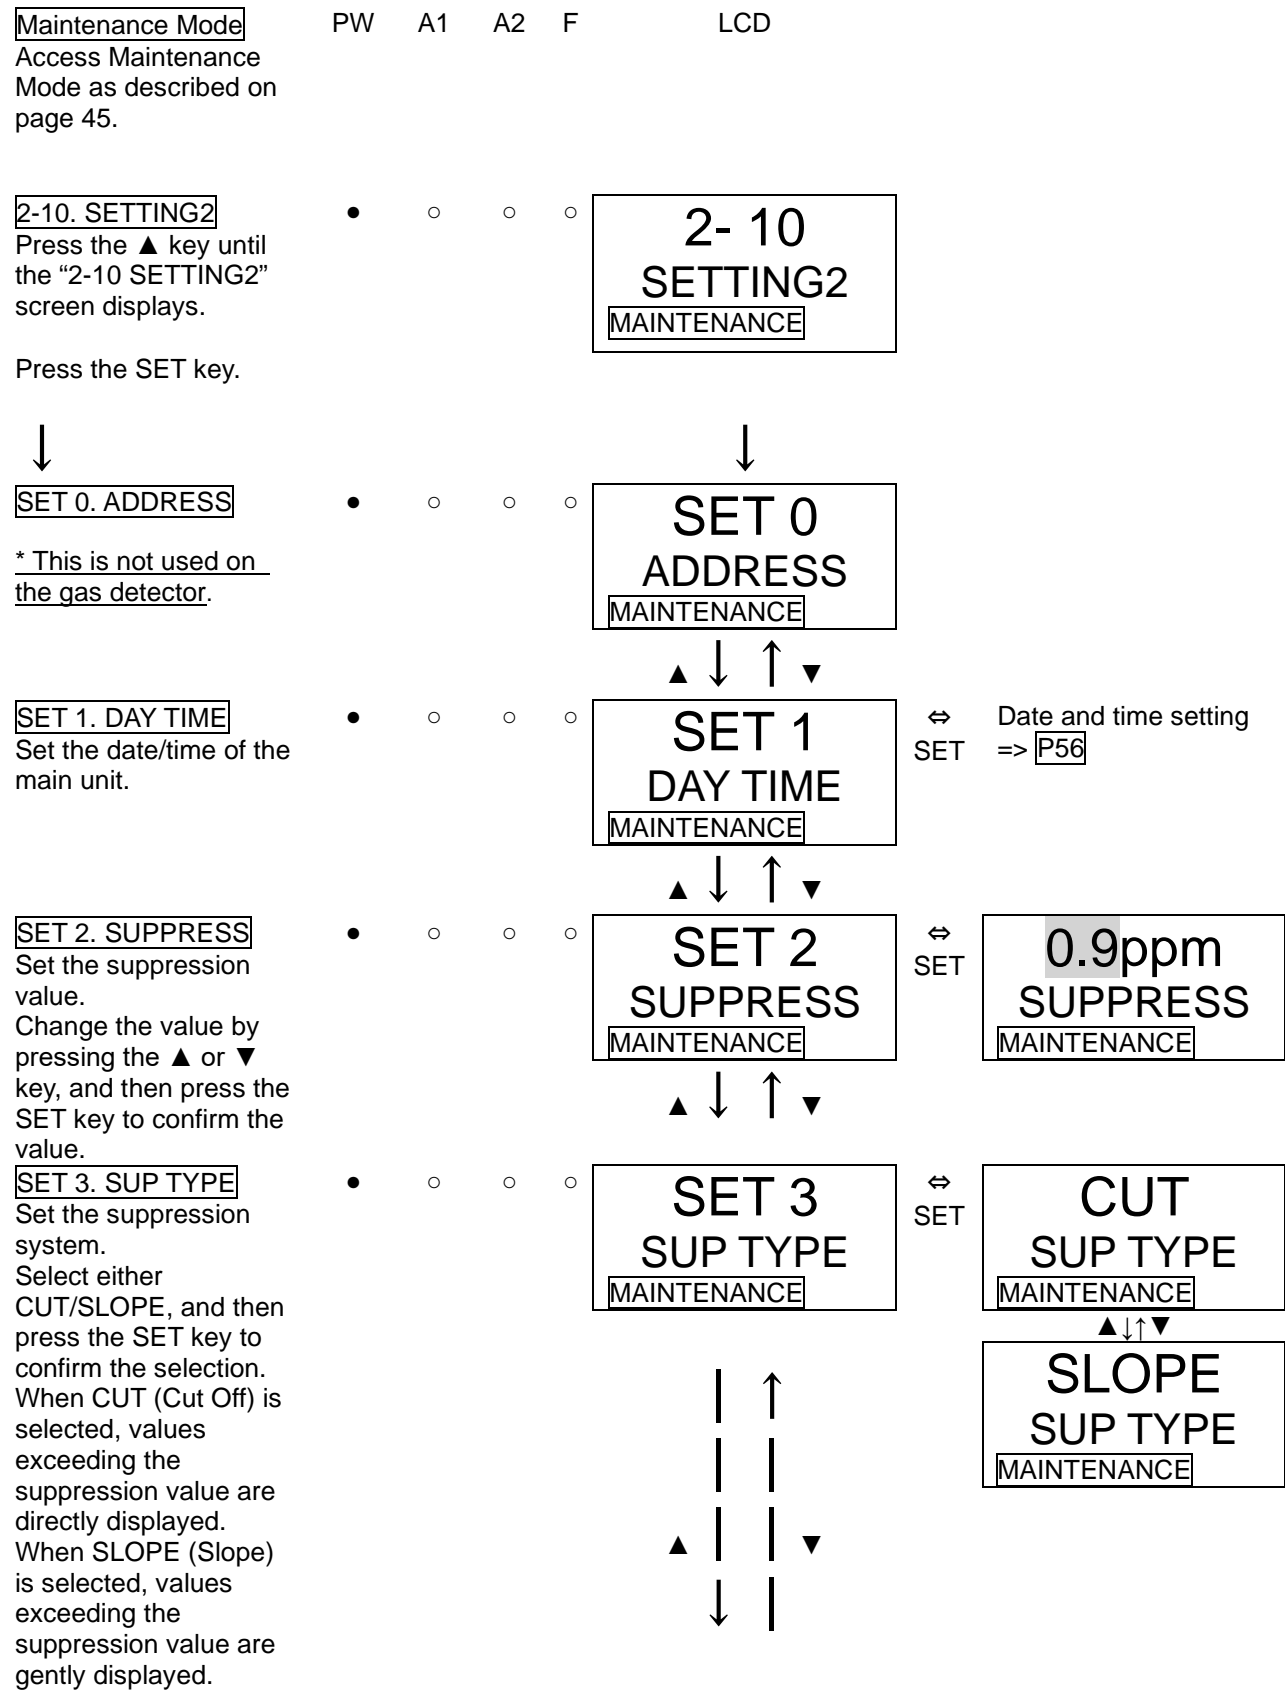 Maintenance Mode PW A1 A2 F LCD
Access Maintenance
Mode as described on
page 45.
2-10. SETTING2 ● ○ ○ ○
Press the ▲ key until
the “2-10 SETTING2”
screen displays.
Press the SET key.
2- 10
SETTING2
MAINTENANCE
↓ ↓
SET 0. ADDRESS ● ○ ○ ○
* This is not used on
the gas detector.
SET 0
ADDRESS
MAINTENANCE
▲ ↓ ↑ ▼
SET 1. DAY TIME ● ○ ○ ○
Set the date/time of the
main unit.
SET 1
DAY TIME
MAINTENANCE
⇔
SET
Date and time setting
=> P56
▲ ↓ ↑ ▼
SET 2. SUPPRESS ● ○ ○ ○
Set the suppression
value.
Change the value by
pressing the ▲ or ▼
key, and then press the
SET key to confirm the
value.
SET 2
SUPPRESS
MAINTENANCE
⇔
SET
0.9ppm
SUPPRESS
MAINTENANCE
▲ ↓ ↑ ▼
SET 3. SUP TYPE ● ○ ○ ○
Set the suppression
system.
Select either
CUT/SLOPE, and then
press the SET key to
confirm the selection.
When CUT (Cut Off) is
selected, values
exceeding the
suppression value are
directly displayed.
When SLOPE (Slope)
is selected, values
exceeding the
suppression value are
gently displayed.
SET 3
SUP TYPE
MAINTENANCE
⇔
SET
CUT
SUP TYPE
MAINTENANCE
▲↓↑▼
SLOPE
SUP TYPE
MAINTENANCE
▲ ↓ ↑ ▼